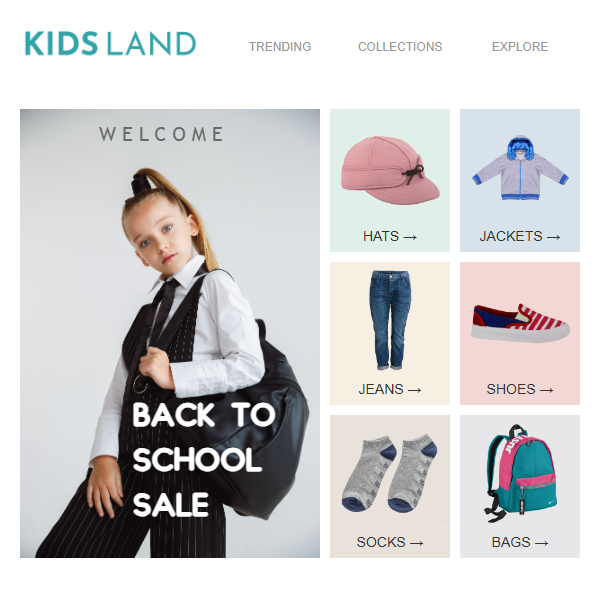 KIDS LAND
TRENDING
COLLECTIONS
EXPLORE
WELCOME
BACK TO
SCHOOL
SALE
HATS →
JACKETS →
JEANS →
SHOES →
SOCKS →
BAGS →